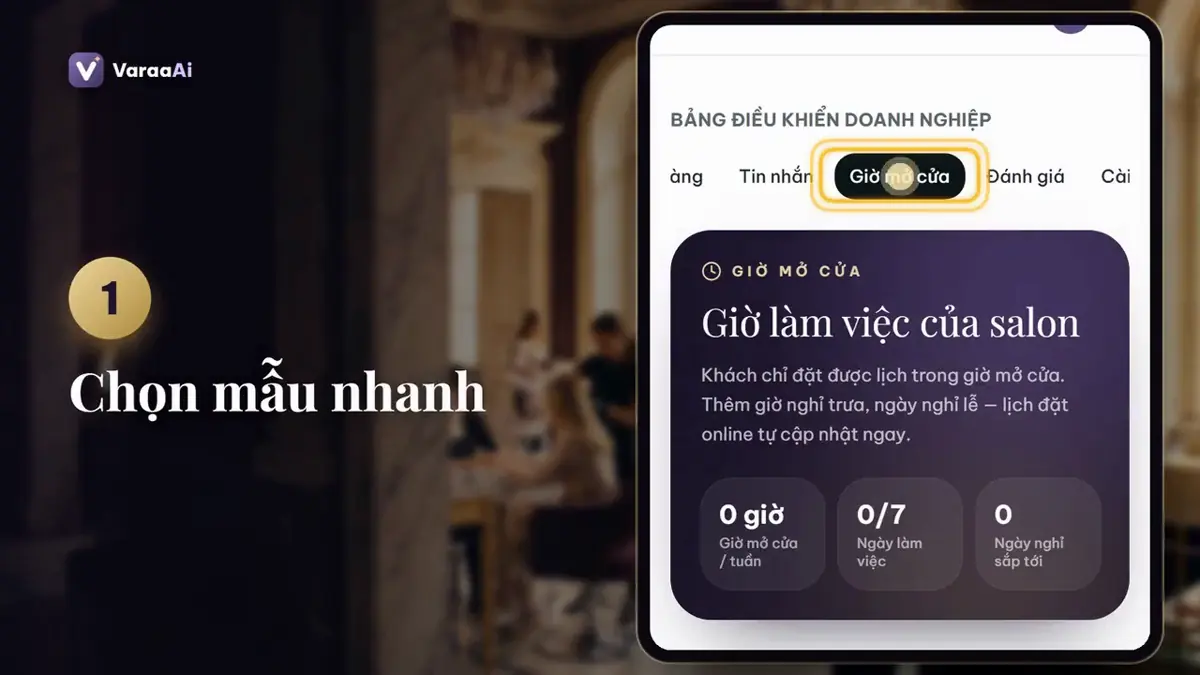 VaraaAi
1
Chọn mẫu nhanh
BẢNG ĐIỀU KHIỂN DOANH NGHIỆP
àng Tin nhắn Giờ mở cửa Đánh giá Cài
GIỜ MỞ CỬA
Giờ làm việc của salon
Khách chỉ đặt được lịch trong giờ mở cửa.
Thêm giờ nghỉ trưa, ngày nghỉ lễ — lịch đặt
online tự cập nhật ngay.
0 giờ
Giờ mở cửa
/ tuần
0/7
Ngày làm
việc
0
Ngày nghỉ
sắp tới